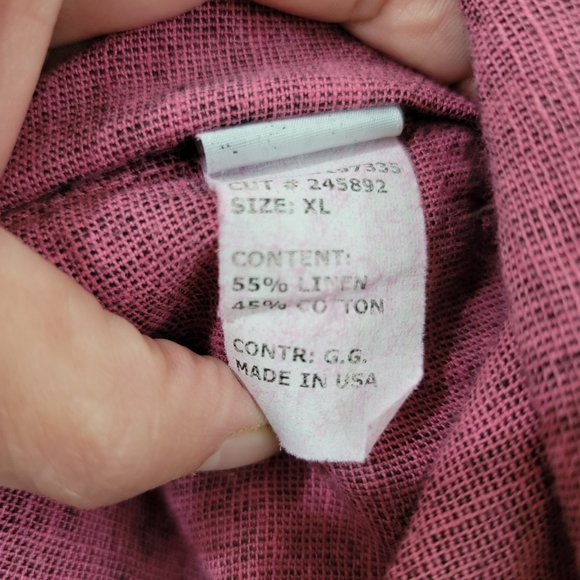 CUT # 245892
SIZE: XL
CONTENT:
55% LINEN
45% COTTON
CONTR: G.G.
MADE IN USA